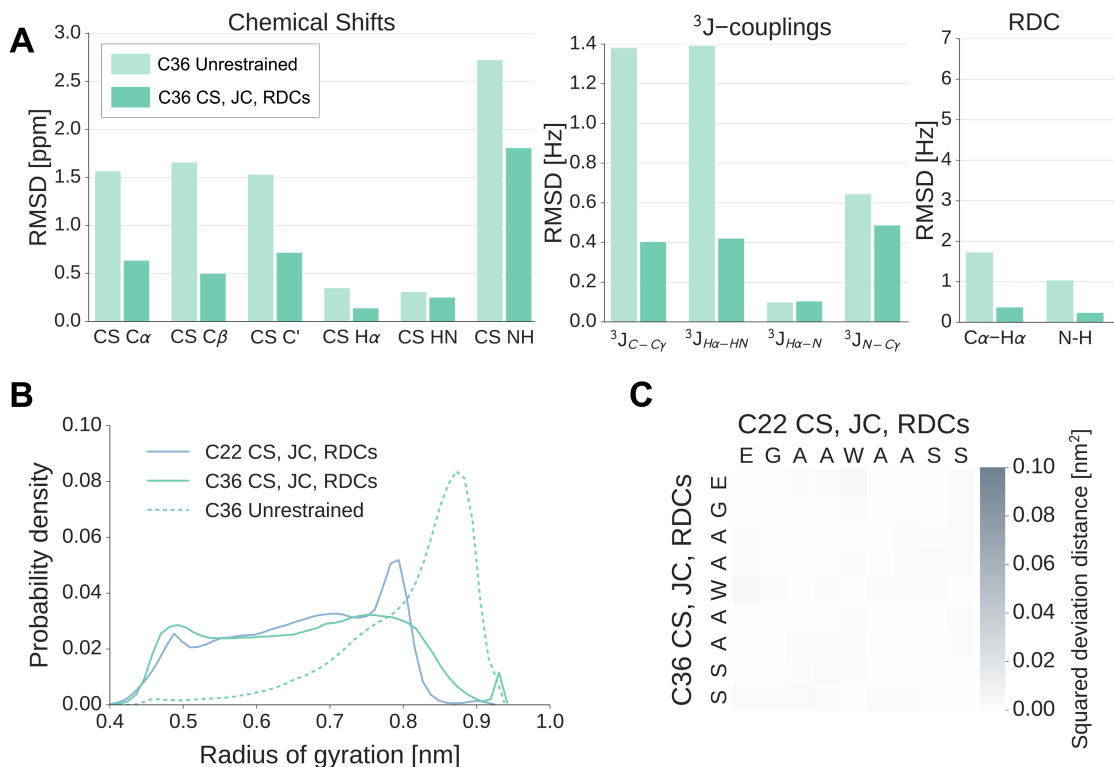 A
Chemical Shifts
RMSD [ppm]
3.0
2.5
2.0
1.5
1.0
0.5
0.0
C36 Unrestrained
C36 CS, JC, RDCs
CS Cα
CS Cβ
CS C'
CS Hα
CS HN
CS NH
³J−couplings
RMSD [Hz]
1.4
1.2
1.0
0.8
0.6
0.4
0.2
0.0
³J_{C−Cγ}
³J_{Hα−HN}
³J_{Hα−N}
³J_{N−Cγ}
RDC
RMSD [Hz]
7
6
5
4
3
2
1
0
Cα−Hα
N-H
B
Probability density
0.10
0.08
0.06
0.04
0.02
0.00
C22 CS, JC, RDCs
C36 CS, JC, RDCs
C36 Unrestrained
0.4 0.5 0.6 0.7 0.8 0.9 1.0
Radius of gyration [nm]
C
C22 CS, JC, RDCs
E G A A W A A S S
C36 CS, JC, RDCs
S S A A W A A G E
0.10
0.08
0.06
0.04
0.02
0.00
Squared deviation distance [nm²]